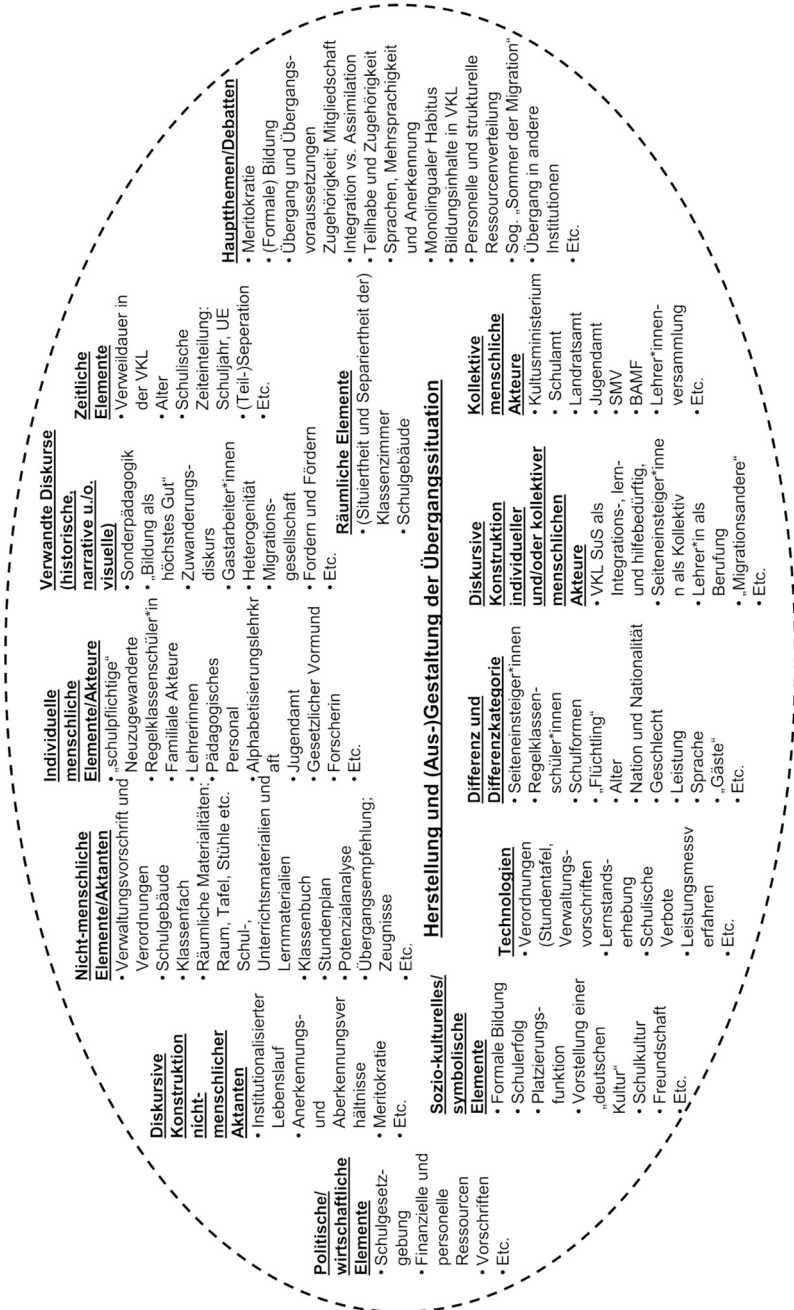 Politische/
wirtschaftliche
Elemente
• Schulgesetz-
gebung
• Finanzielle und
personelle
Ressourcen
• Vorschriften
• Etc.
Diskursive
Konstruktion
nicht-
menschlicher
Aktanten
• Institutionalisierter
Lebenslauf
• Anerkennungs-
und
Aberkennungsver
hältnisse
• Meritokratie
• Etc.
Nicht-menschliche
Elemente/Aktanten
• Verwaltungsvorschrift und
Verordnungen
• Schulgebäude
• Klassenfach
• Räumliche Materialitäten:
Raum, Tafel, Stühle etc.
Schul-,
Unterrichtsmaterialien und
Lernmaterialien
• Klassenbuch
• Stundenplan
• Potenzialanalyse
• Übergangsempfehlung;
Zeugnisse
• Etc.
Individuelle
menschliche
Elemente/Akteure
• „schulpflichtige“
Neuzugewanderte
• Regelklassenschüler*in
• Familiale Akteure
• Lehrerinnen
• Pädagogisches
Personal
• Alphabetisierungslehrkr
aft
• Jugendamt
• Gesetzlicher Vormund
• Forscherin
• Etc.
Verwandte Diskurse
(historische,
narrative u./o.
visuelle)
• Sonderpädagogik
• „Bildung als
höchstes Gut“
• Zuwanderungs-
diskurs
• Gastarbeiter*innen
• Heterogenität
• Migrations-
gesellschaft
• Fordern und Fördern
• Etc.
Zeitliche
Elemente
• Verweildauer in
der VKL
• Alter
• Schulische
Zeiteinteilung:
Schuljahr, UE
• (Teil-)Seperation
• Etc.
Räumliche Elemente
• (Situiertheit und Separiertheit der)
Klassenzimmer
• Schulgebäude
Hauptthemen/Debatten
• Meritokratie
• (Formale) Bildung
• Übergang und Übergangs-
voraussetzungen
Zugehörigkeit; Mitgliedschaft
• Integration vs. Assimilation
• Teilhabe und Zugehörigkeit
• Sprachen, Mehrsprachigkeit
und Anerkennung
• Monolingualer Habitus
• Bildungsinhalte in VKL
• Personelle und strukturelle
Ressourcenverteilung
• Sog. „Sommer der Migration“
• Übergang in andere
Institutionen
• Etc.
Herstellung und (Aus-)Gestaltung der Übergangssituation
Sozio-kulturelles/
symbolische
Elemente
• Formale Bildung
• Schulerfolg
• Platzierungs-
funktion
• Vorstellung einer
„deutschen
Kultur“
• Schulkultur
• Freundschaft
• Etc.
Technologien
• Verordnungen
(Stundentafel,
Verwaltungs-
vorschriften
• Lernstands-
erhebung
• Schulische
Verbote
• Leistungsmessv
erfahren
• Etc.
Differenz und
Differenzkategorie
• Seiteneinsteiger*innen
• Regelklassen-
schüler*innen
• Schulformen
• „Flüchtling“
• Alter
• Nation und Nationalität
• Geschlecht
• Leistung
• Sprache
• „Gäste“
• Etc.
Diskursive
Konstruktion
individueller
und/oder kollektiver
menschlichen
Akteure
• VKL SuS als
Integrations-, lern-
und hilfebedürftig,
• Seiteneinsteiger*inne
n als Kollektiv
• Lehrer*in als
Berufung
• „Migrationsandere“
• Etc.
Kollektive
menschliche
Akteure
• Kultusministerium
• Schulamt
• Landratsamt
• Jugendamt
• SMV
• BAMF
• Lehrer*innen-
versammlung
• Etc.